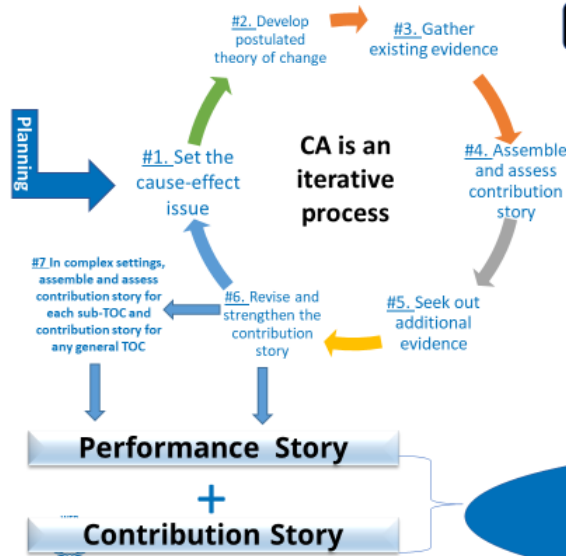 #2. Develop
postulated
theory of change
#3. Gather
existing evidence
Planning
#1. Set the
cause-effect
issue
CA is an
iterative
process
#4. Assemble
and assess
contribution
story
#7 In complex settings,
assemble and assess
contribution story for
each sub-TOC and
contribution story for
any general TOC
#6. Revise and
strengthen the
contribution
story
#5. Seek out
additional
evidence
Performance Story
+
Contribution Story